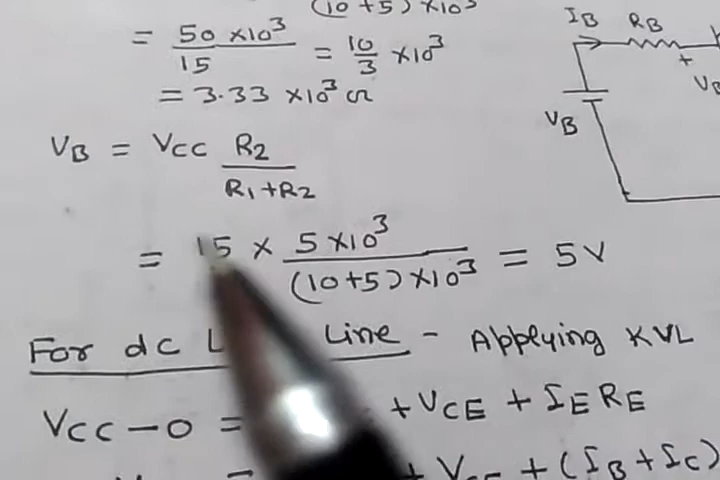 (10+5)×10³
= 50×10³ / 15 = 10/3 ×10³
= 3.33 ×10³ Ω
IB RB
+
VB
VB = VCC R2 / R1+R2
= 15 × 5×10³ / (10+5)×10³ = 5V
For dc Line - Applying KVL
VCC-0 = +VCE + IERE
= + (IB+IC)